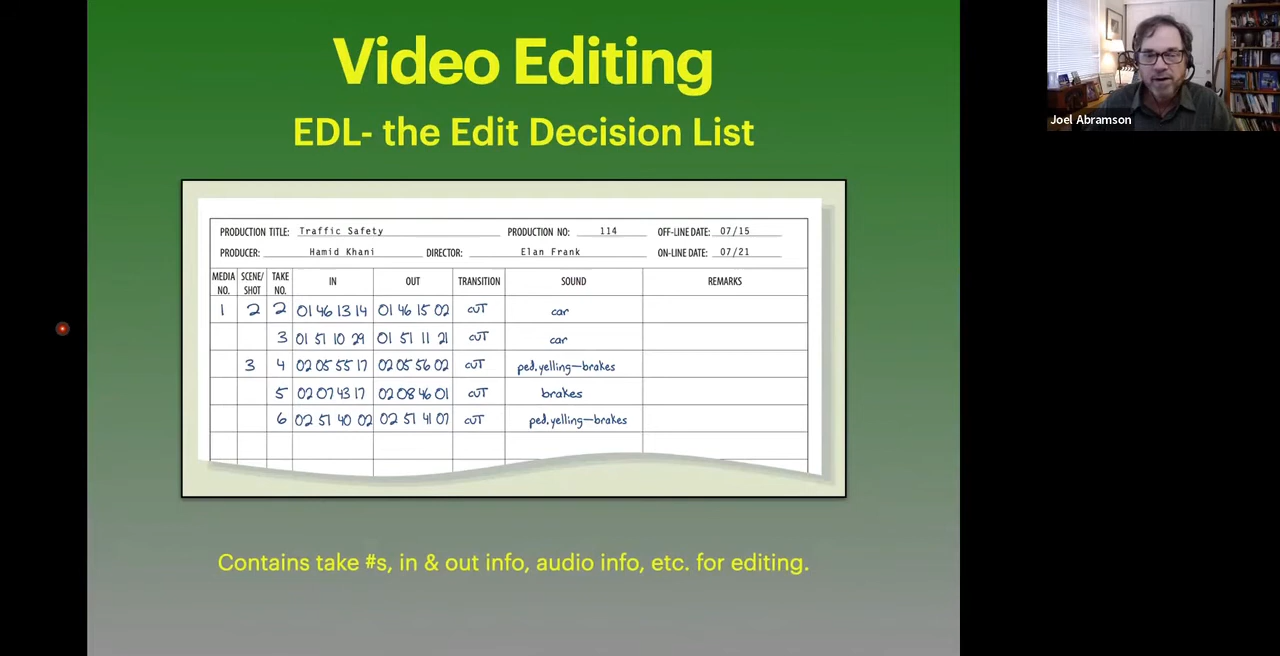 Video Editing
EDL- the Edit Decision List
PRODUCTION TITLE: Traffic Safety PRODUCTION NO: 114 OFF-LINE DATE: 07/15
PRODUCER: Hamid Khani DIRECTOR: Elan Frank ON-LINE DATE: 07/21
MEDIA NO. SCENE/SHOT TAKE NO. IN OUT TRANSITION SOUND REMARKS
1 2 2 01 46 13 14 01 46 15 02 CUT car
3 01 51 10 29 01 51 11 21 CUT car
3 4 02 05 55 17 02 05 56 02 CUT ped.yelling—brakes
5 02 07 43 17 02 08 46 01 CUT brakes
6 02 51 40 02 02 51 41 07 CUT ped.yelling—brakes
Contains take #s, in & out info, audio info, etc. for editing.
Joel Abramson